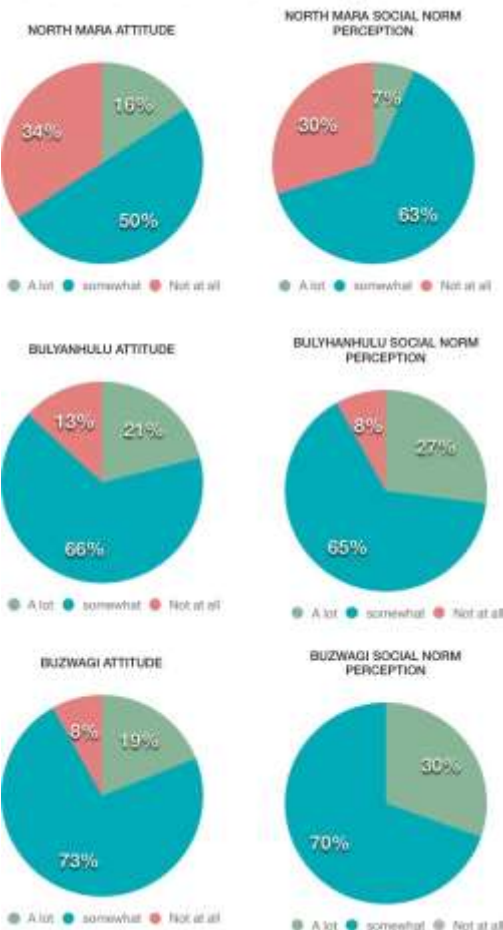 NORTH MARA ATTITUDE
16%
34%
50%
A lot somewhat Not at all
NORTH MARA SOCIAL NORM
PERCEPTION
7%
30%
63%
A lot somewhat Not at all
BULYANHULU ATTITUDE
13%
21%
66%
A lot somewhat Not at all
BULYHANHULU SOCIAL NORM
PERCEPTION
8%
27%
65%
A lot somewhat Not at all
BUZWAGI ATTITUDE
8%
19%
73%
A lot somewhat Not at all
BUZWAGI SOCIAL NORM
PERCEPTION
30%
70%
A lot somewhat Not at all